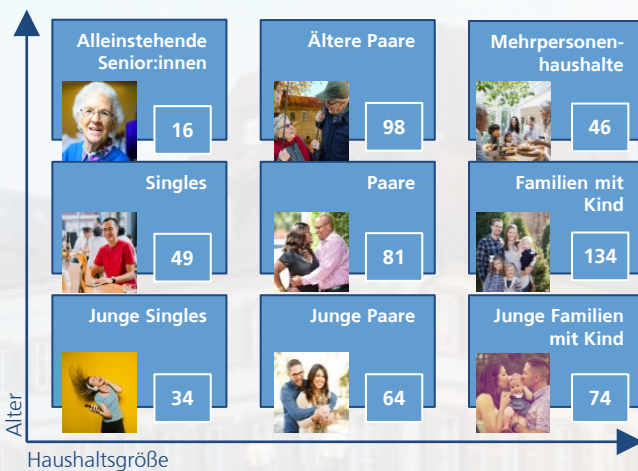 Alleinstehende
Senior:innen
16
Ältere Paare
98
Mehrpersonen-
haushalte
46
Singles
49
Paare
81
Familien mit
Kind
134
Junge Singles
34
Junge Paare
64
Junge Familien
mit Kind
74
Alter
Haushaltsgröße